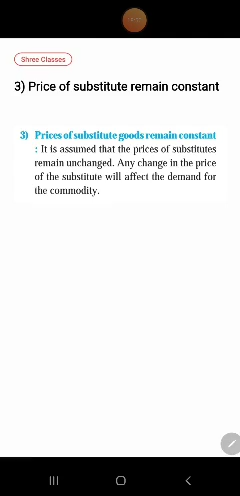 Shree Classes
3) Price of substitute remain constant
3) Prices of substitute goods remain constant
: It is assumed that the prices of substitutes
remain unchanged. Any change in the price
of the substitute will affect the demand for
the commodity.